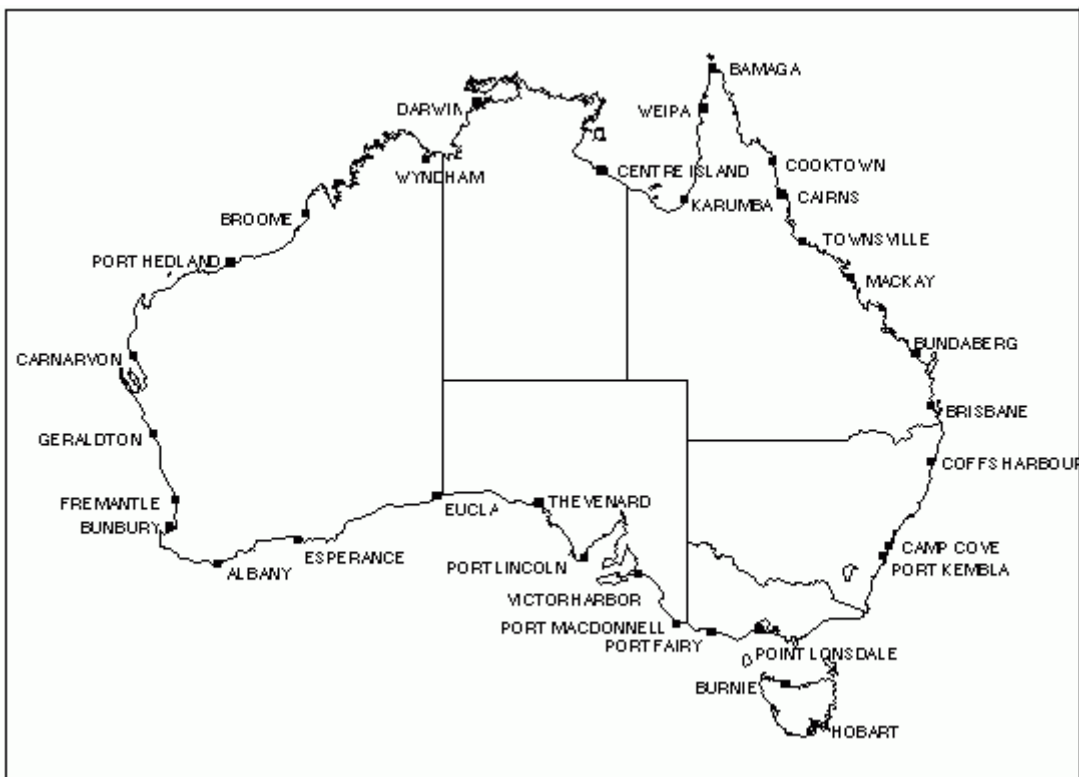 BAMAGA
DARWIN
WEIPA
COOKTOWN
CENTRE ISLAND
WYNDHAM
CAIRNS
KARUMBA
BROOME
TOWNSVILLE
PORT HEDLAND
MACKAY
BUNDABERG
CARNARVON
BRISBANE
GERALDTON
COFFS HARBOUR
FREMANTLE
THEVENARD
EUCLA
BUNBURY
CAMP COVE
ESPERANCE
PORT LINCOLN
PORT KEMBLA
ALBANY
VICTOR HARBOR
PORT MACDONNELL
PORT FAIRY
POINT LONSDALE
BURNIE
HOBART